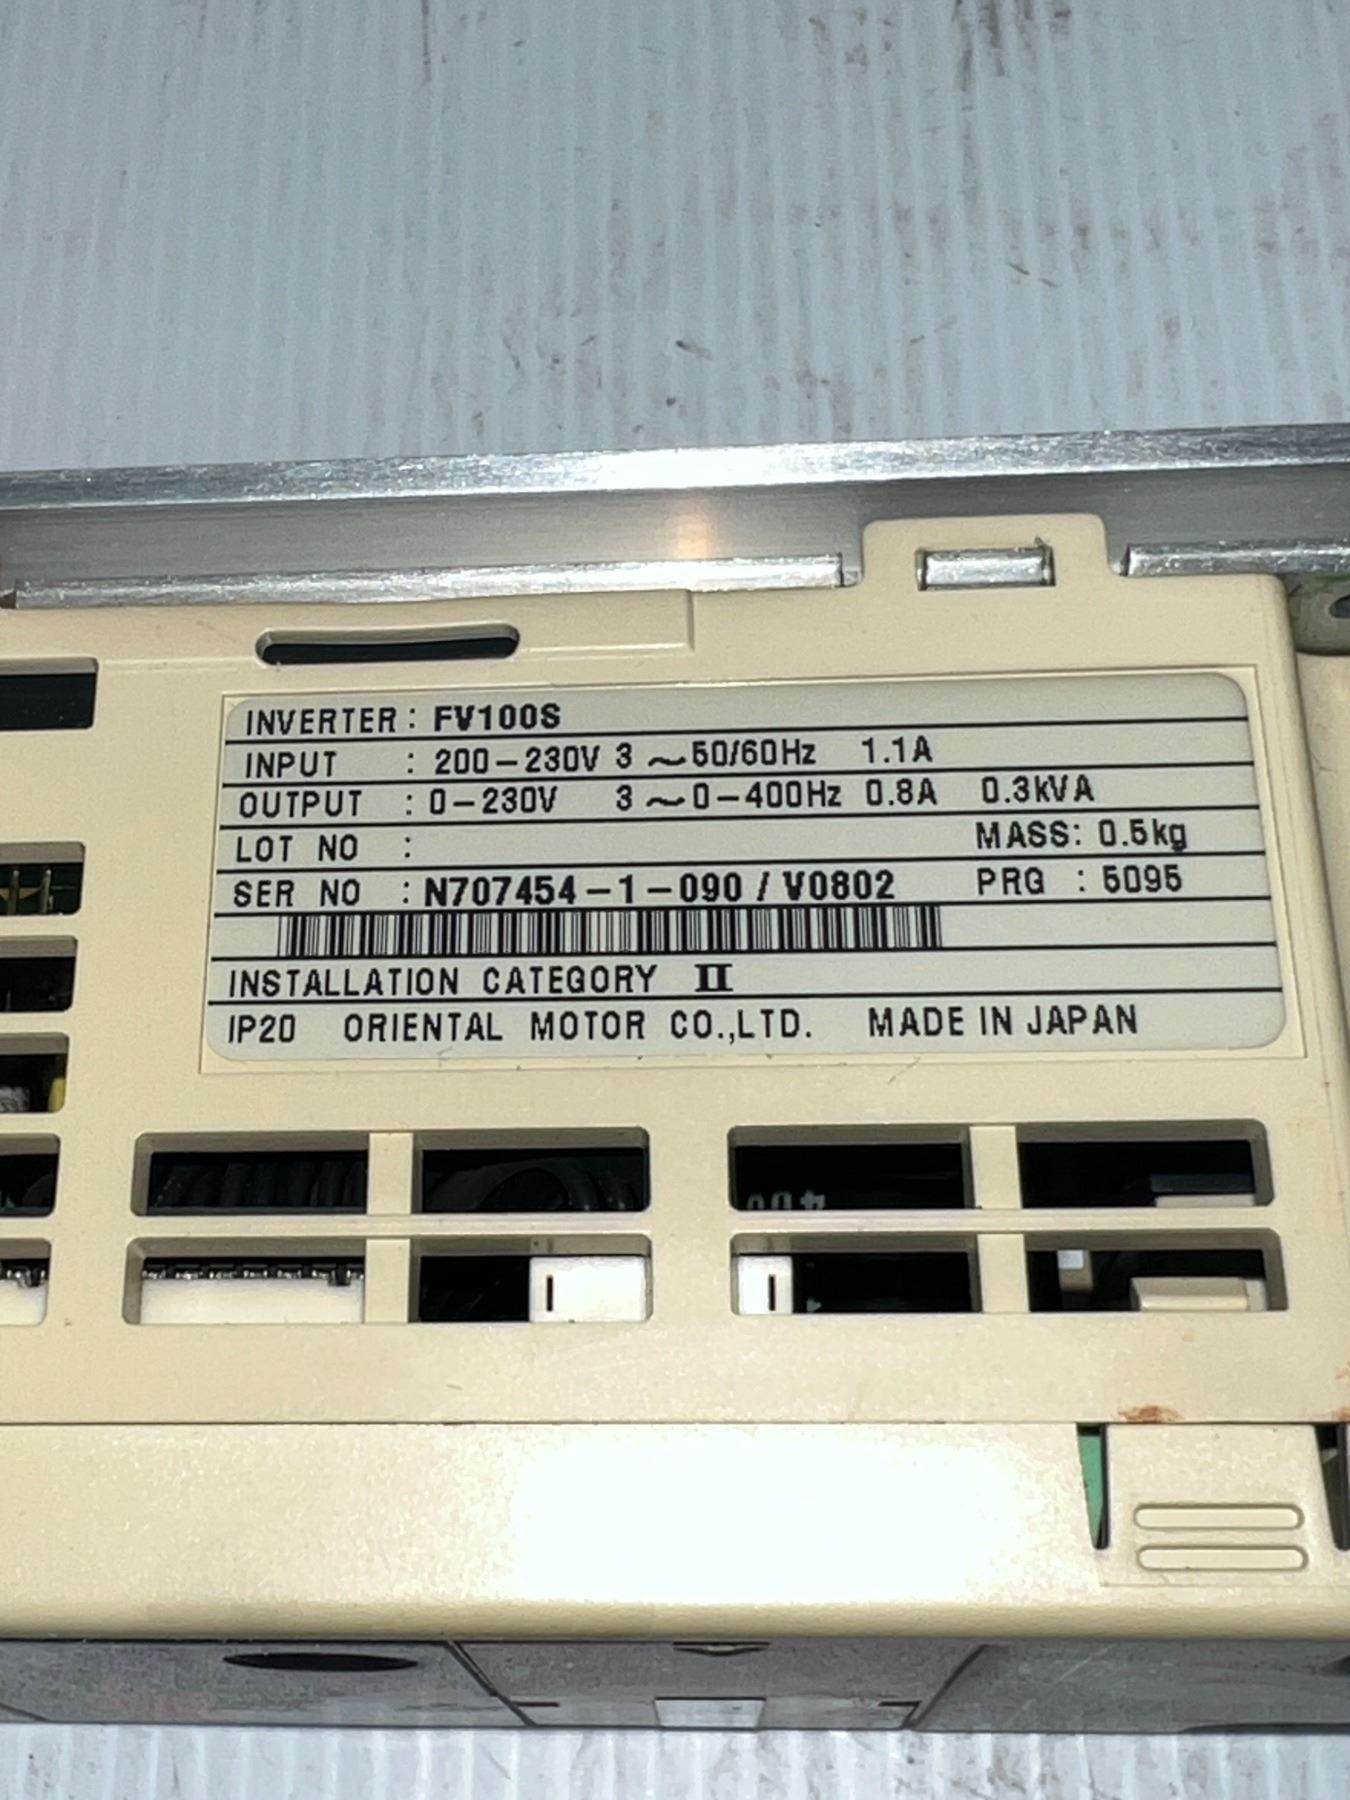 INVERTER : FV100S
INPUT : 200-230V 3 ~50/60Hz 1.1A
OUTPUT : 0-230V 3 ~0-400Hz 0.8A 0.3kVA
LOT NO : MASS: 0.5kg
SER NO : N707454-1-090 / V0802 PRG : 5095
INSTALLATION CATEGORY II
IP20 ORIENTAL MOTOR CO.,LTD. MADE IN JAPAN